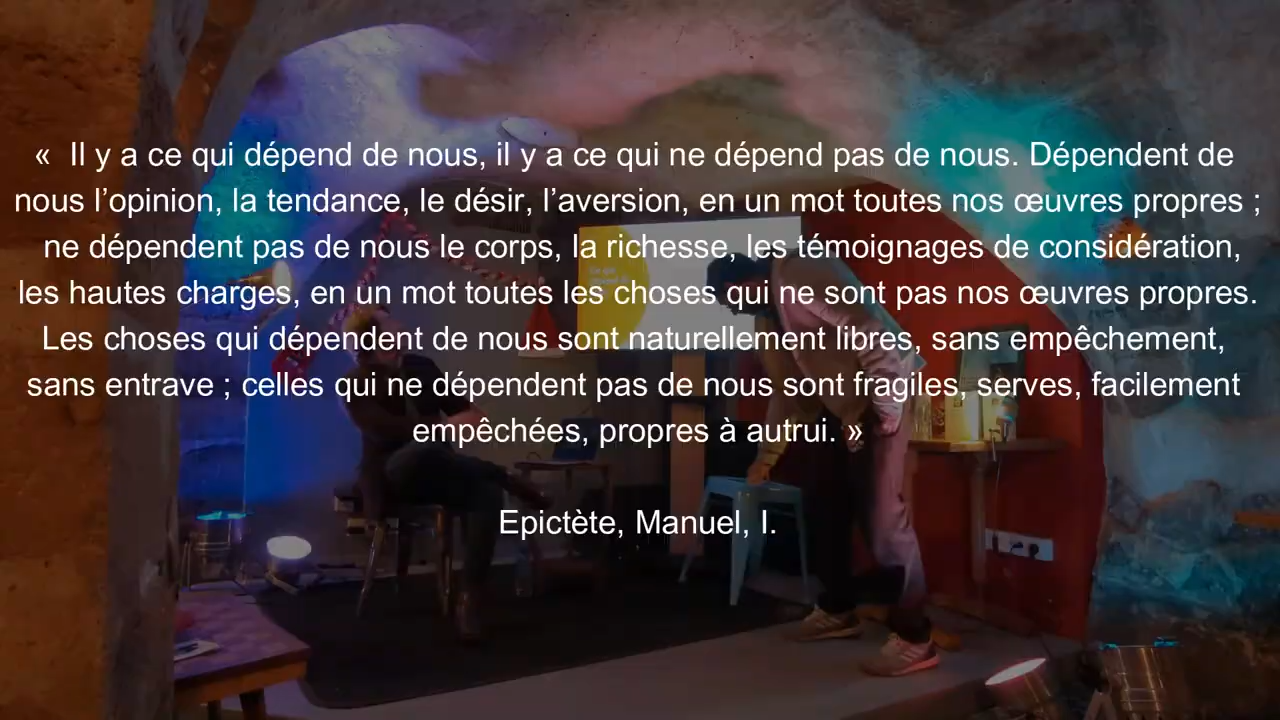 «  Il y a ce qui dépend de nous, il y a ce qui ne dépend pas de nous. Dépendent de
nous l’opinion, la tendance, le désir, l’aversion, en un mot toutes nos œuvres propres ;
ne dépendent pas de nous le corps, la richesse, les témoignages de considération,
les hautes charges, en un mot toutes les choses qui ne sont pas nos œuvres propres.
Les choses qui dépendent de nous sont naturellement libres, sans empêchement,
sans entrave ; celles qui ne dépendent pas de nous sont fragiles, serves, facilement
empêchées, propres à autrui. »
Epictète, Manuel, I.